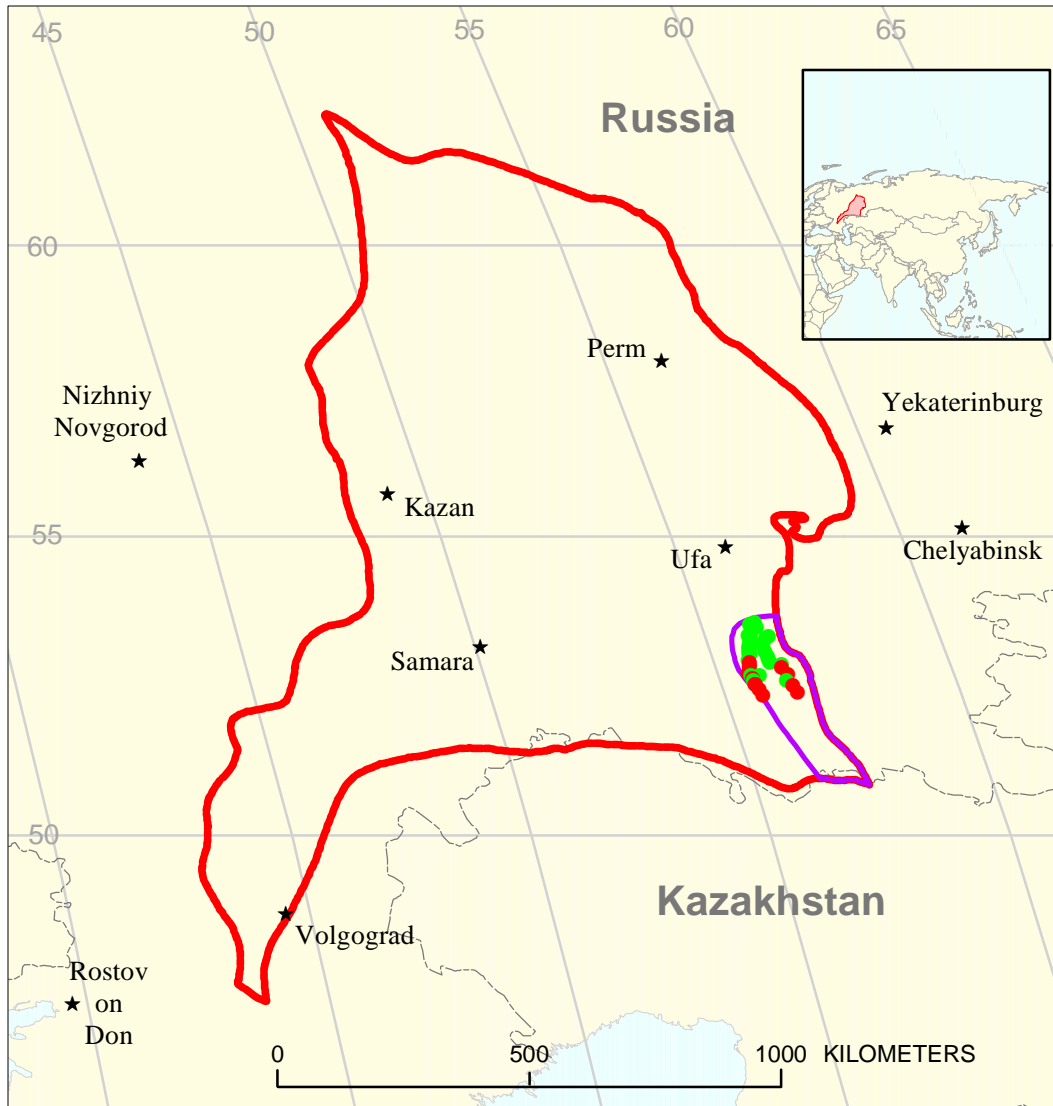 45
50
55
60
65
Russia
60
Perm
Nizhniy
Novgorod
Yekaterinburg
Kazan
55
Ufa
Chelyabinsk
Samara
50
Kazakhstan
Volgograd
Rostov
on
Don
0
500
1000 KILOMETERS